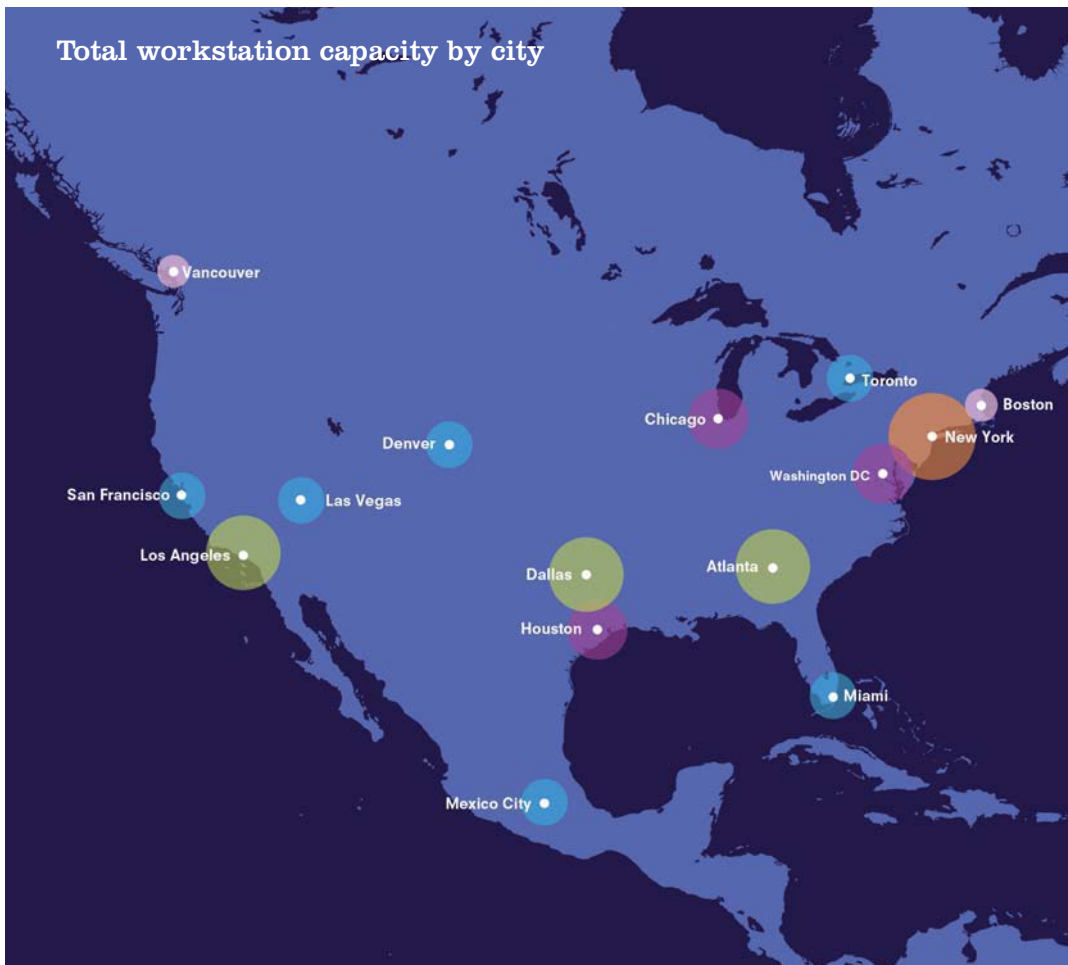 Total workstation capacity by city
Vancouver
Toronto
Boston
Chicago
New York
Denver
Washington DC
San Francisco
Las Vegas
Los Angeles
Atlanta
Dallas
Houston
Miami
Mexico City